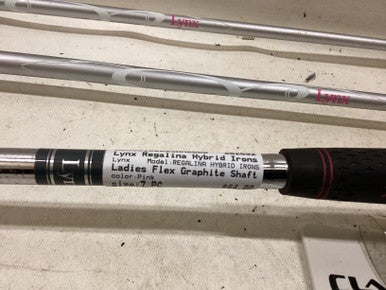 Lynx
Lynx
Lynx Regalina Hybrid Irons
Lynx Model:REGALINA HYBRID IRONS
Ladies Flex Graphite Shaft
color:Pink
size:7 PC
Ly